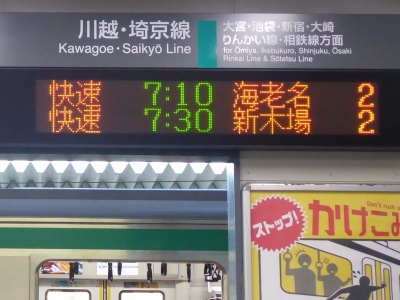 川越・埼京線
Kawagoe - Saikyō Line
大宮・池袋・新宿・大崎
りんかい線・相鉄線方面
for Ōmiya, Ikebukuro, Shinjuku, Ōsaki
Rinkai Line & Sōtetsu Line
快速 7:10 海老名 2
快速 7:30 新木場 2
Don't rush
ストップ!
かけこみ